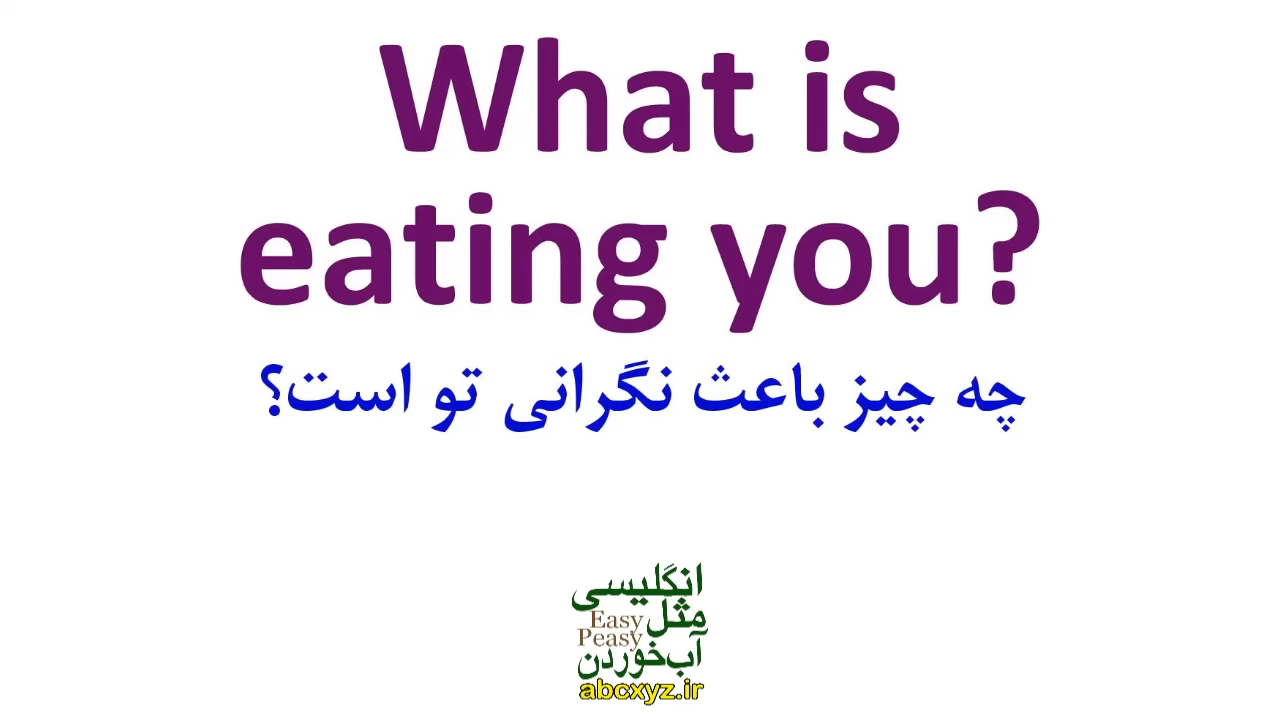 What is
eating you?
چه چیز باعث نگرانی تو است؟
انگلیسی
مثل
Easy
Peasy
آب خوردن
abcxyz.ir